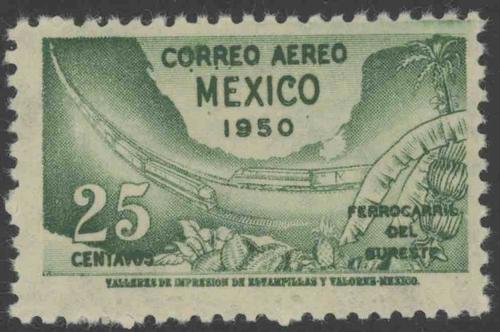 CORREO AEREO
MEXICO
1950
25
CENTAVOS
FERROCARRIL
DEL
SURESTE
TALLERES DE IMPRESION DE ESTAMPILLAS Y VALORES-MEXICO.